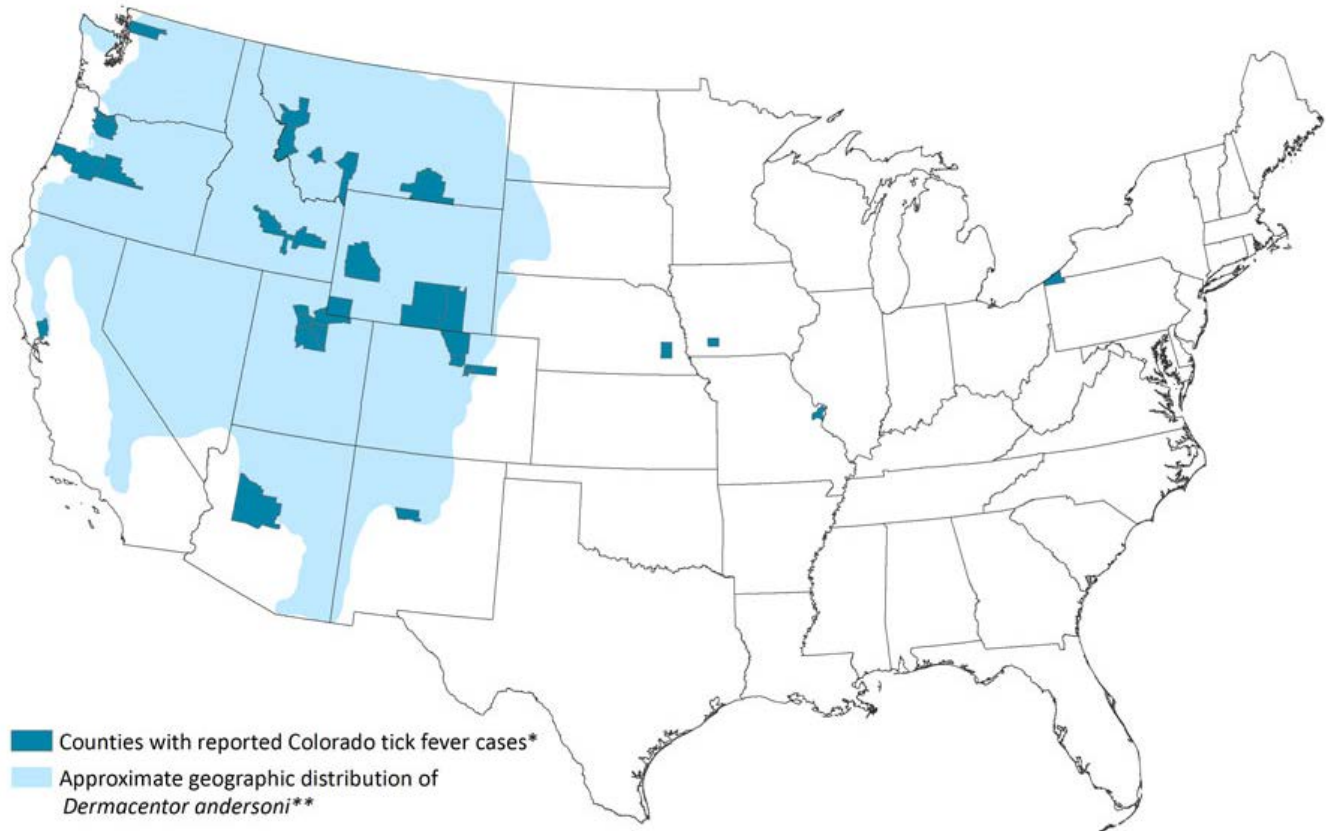 Counties with reported Colorado tick fever cases*
Approximate geographic distribution of
Dermacentor andersoni**